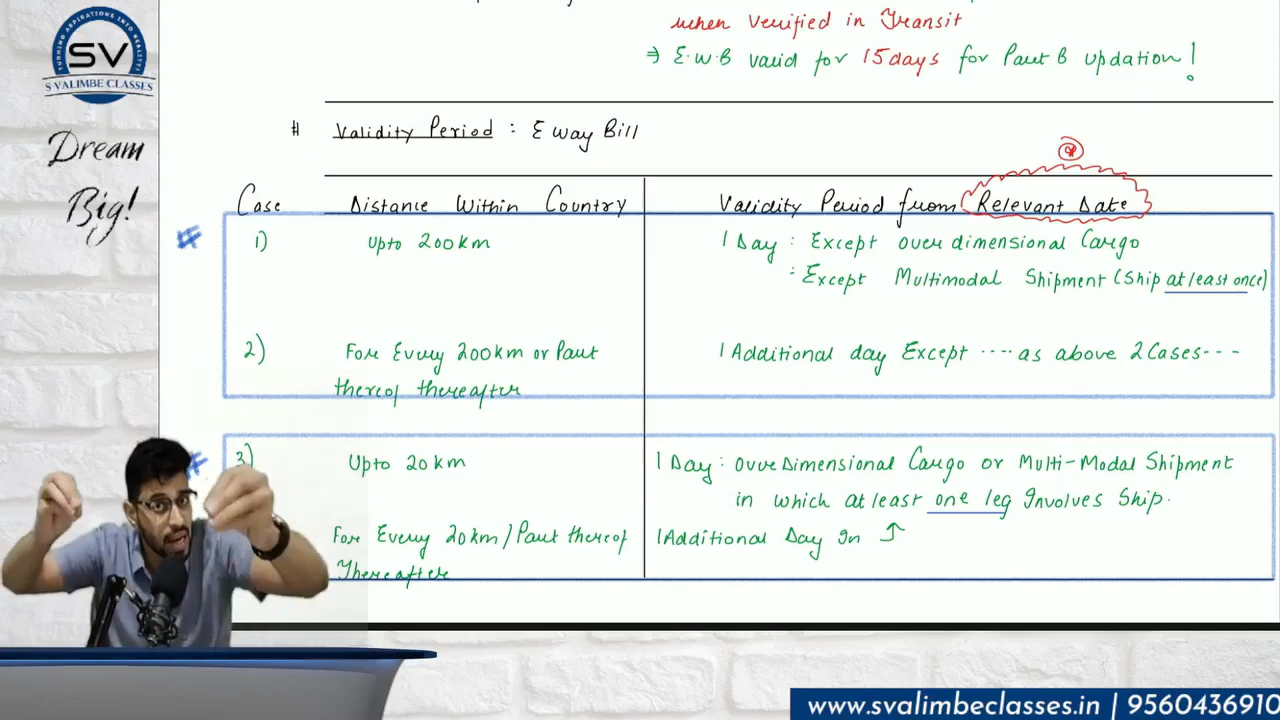 when verified in Transit
⇒ E.W.B valid for 15days for Part B updation!
TURNING ASPIRATIONS INTO REALITY
SV
S VALIMBE CLASSES
Dream
Big!
# Validity Period : E Way Bill
Case Distance Within Country Validity Period from Relevant Date
1) Upto 200km 1 Day : Except over dimensional Cargo
: Except Multimodal Shipment (Ship at least once)
2) For Every 200km or Part 1 Additional day Except ···· as above 2 Cases---
thereof thereafter
3) Upto 20km 1 Day : Over Dimensional Cargo or Multi-Modal Shipment
in which at least one leg Involves Ship.
For Every 20km/Part thereof 1 Additional Day In
Thereafter
www.svalimbeclasses.in | 9560436910